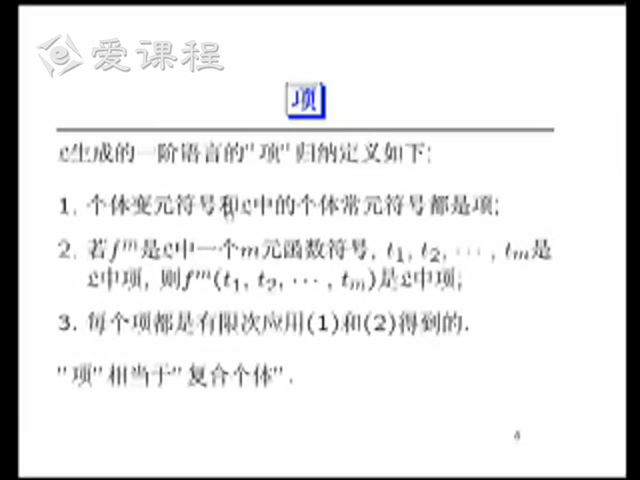 爱课程
项
𝔏生成的一阶语言的"项"归纳定义如下:
1. 个体变元符号和𝔏中的个体常元符号都是项;
2. 若fᵐ是𝔏中一个m元函数符号, t₁, t₂, ⋯, tₘ是
𝔏中项, 则fᵐ(t₁, t₂, ⋯, tₘ)是𝔏中项;
3. 每个项都是有限次应用(1)和(2)得到的.
"项"相当于"复合个体".